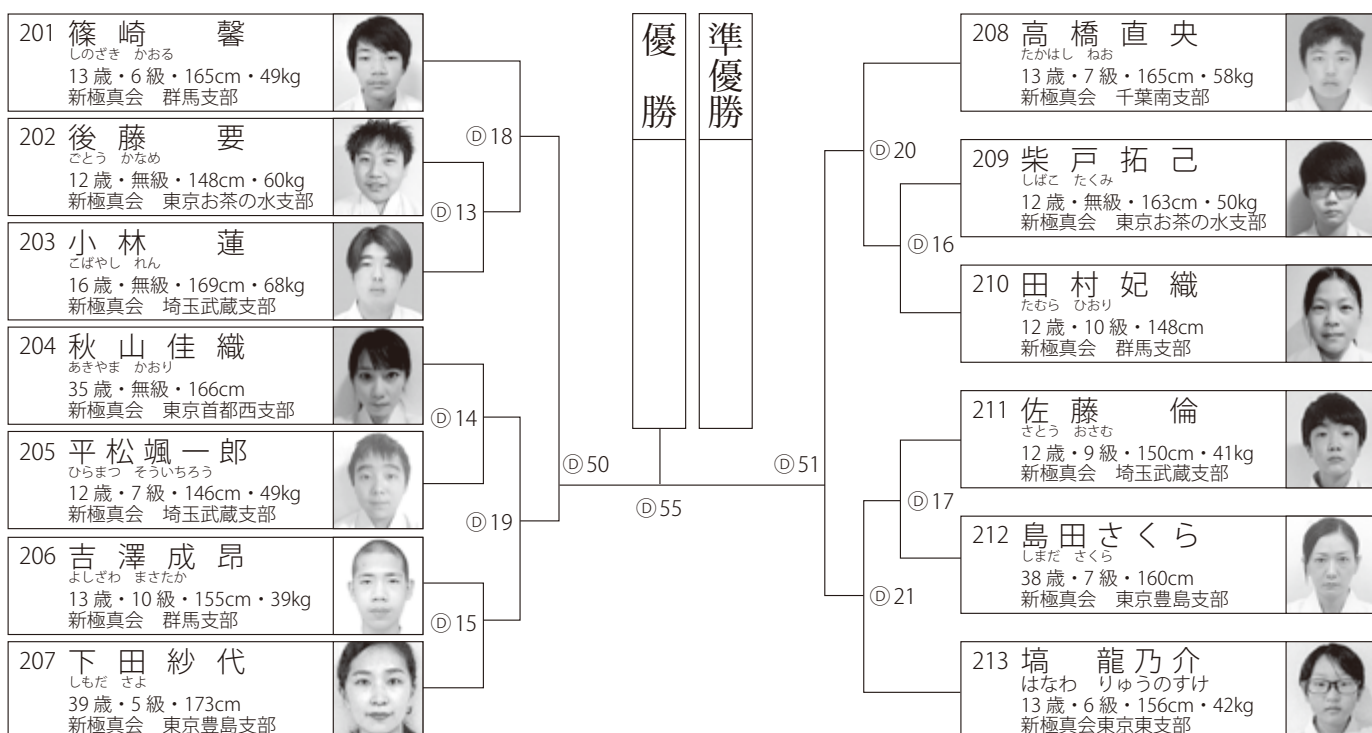 201 篠崎 馨
しのざき かおる
13歳・6級・165cm・49kg
新極真会 群馬支部
202 後藤 要
ごとう かなめ
12歳・無級・148cm・60kg
新極真会 東京お茶の水支部
203 小林 蓮
こばやし れん
16歳・無級・169cm・68kg
新極真会 埼玉武蔵支部
204 秋山佳織
あきやま かおり
35歳・無級・166cm
新極真会 東京首都西支部
205 平松颯一郎
ひらまつ そういちろう
12歳・7級・146cm・49kg
新極真会 埼玉武蔵支部
206 吉澤成昂
よしざわ まさたか
13歳・10級・155cm・39kg
新極真会 群馬支部
207 下田紗代
しもだ さよ
39歳・5級・173cm
新極真会 東京豊島支部
Ⓓ18
Ⓓ13
Ⓓ14
Ⓓ19
Ⓓ15
Ⓓ50
優勝
準優勝
Ⓓ55
Ⓓ51
Ⓓ20
Ⓓ16
Ⓓ17
Ⓓ21
208 高橋直央
たかはし ねお
13歳・7級・165cm・58kg
新極真会 千葉南支部
209 柴戸拓己
しばこ たくみ
12歳・無級・163cm・50kg
新極真会 東京お茶の水支部
210 田村妃織
たむら ひおり
12歳・10級・148cm
新極真会 群馬支部
211 佐藤 倫
さとう おさむ
12歳・9級・150cm・41kg
新極真会 埼玉武蔵支部
212 島田さくら
しまだ さくら
38歳・7級・160cm
新極真会 東京豊島支部
213 塙 龍乃介
はなわ りゅうのすけ
13歳・6級・156cm・42kg
新極真会東京東支部